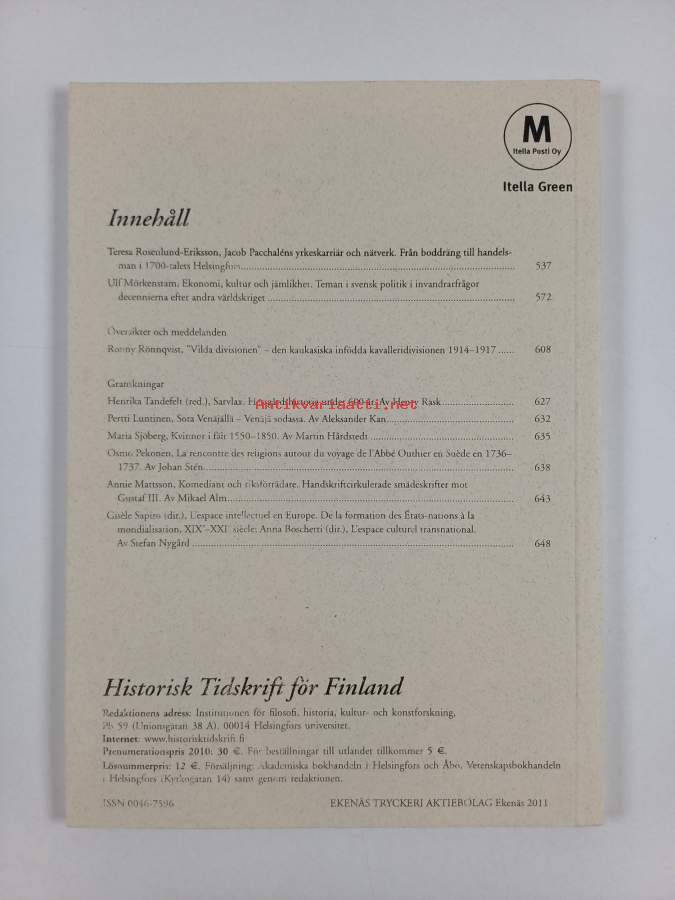 M
Itella Posti Oy
Itella Green
Innehåll
Teresa Rosenlund-Eriksson, Jacob Pacchaléns yrkeskarriär och nätverk. Från boddräng till handels-
man i 1700-talets Helsingfors 537
Ulf Mörkenstam, Ekonomi, kultur och jämlikhet. Teman i svensk politik i invandrarfrågor
decennierna efter andra världskriget 572
Översikter och meddelanden
Ronny Rönnqvist, "Vilda divisionen" – den kaukasiska infödda kavalleridivisionen 1914–1917 ...... 608
Granskningar
Henrika Tandefelt (red.), Sarvlax. Herrgårdshistoria under 600 år. Av Henry Rask 627
Antikvariaatti.net
Pertti Luntinen, Sota Venäjällä – Venäjä sodassa. Av Aleksander Kan 632
Maria Sjöberg, Kvinnor i fält 1550–1850. Av Martin Hårdstedt 635
Osmo Pekonen, La rencontre des religions autour du voyage de l'Abbé Outhier en Suède en 1736–
1737. Av Johan Stén 638
Annie Mattsson, Komediant och riksförrädare. Handskriftcirkulerade smädeskrifter mot
Gustaf III. Av Mikael Alm 643
Gisèle Sapiro (dir.), L'espace intellectuel en Europe. De la formation des États-nations à la
mondialisation, XIXe–XXIe siècle; Anna Boschetti (dir.), L'espace culturel transnational.
Av Stefan Nygård 648
Historisk Tidskrift för Finland
Redaktionens adress: Institutionen för filosofi, historia, kultur- och konstforskning,
Pb 59 (Unionsgatan 38 A), 00014 Helsingfors universitet.
Internet: www.historisktidskrift.fi
Prenumerationspris 2010: 30 €. För beställningar till utlandet tillkommer 5 €.
Lösnummerpris: 12 €. Försäljning: Akademiska bokhandeln i Helsingfors och Åbo, Vetenskapsbokhandeln
i Helsingfors (Kyrkogatan 14) samt genom redaktionen.
ISSN 0046-7596 EKENÄS TRYCKERI AKTIEBOLAG Ekenäs 2011